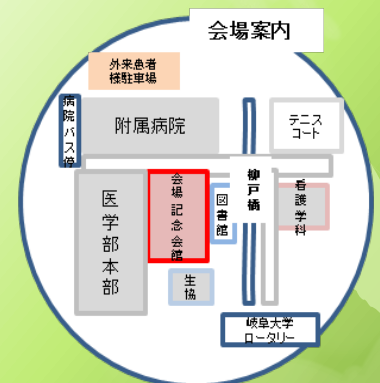 会場案内
外来患者
様駐車場
病院バス停
附属病院
テニス
コート
医学部本部
会場 記念会館
図書館
柳戸橋
看護学科
生協
岐阜大学
ロータリー